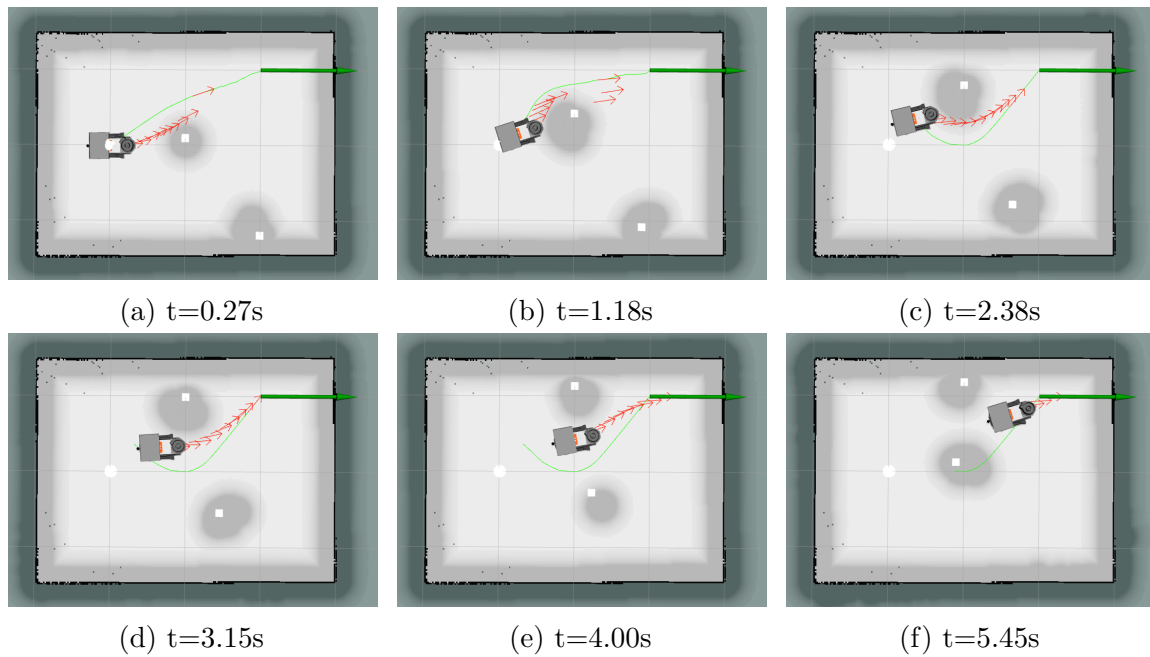 (a) t=0.27s
(b) t=1.18s
(c) t=2.38s
(d) t=3.15s
(e) t=4.00s
(f) t=5.45s